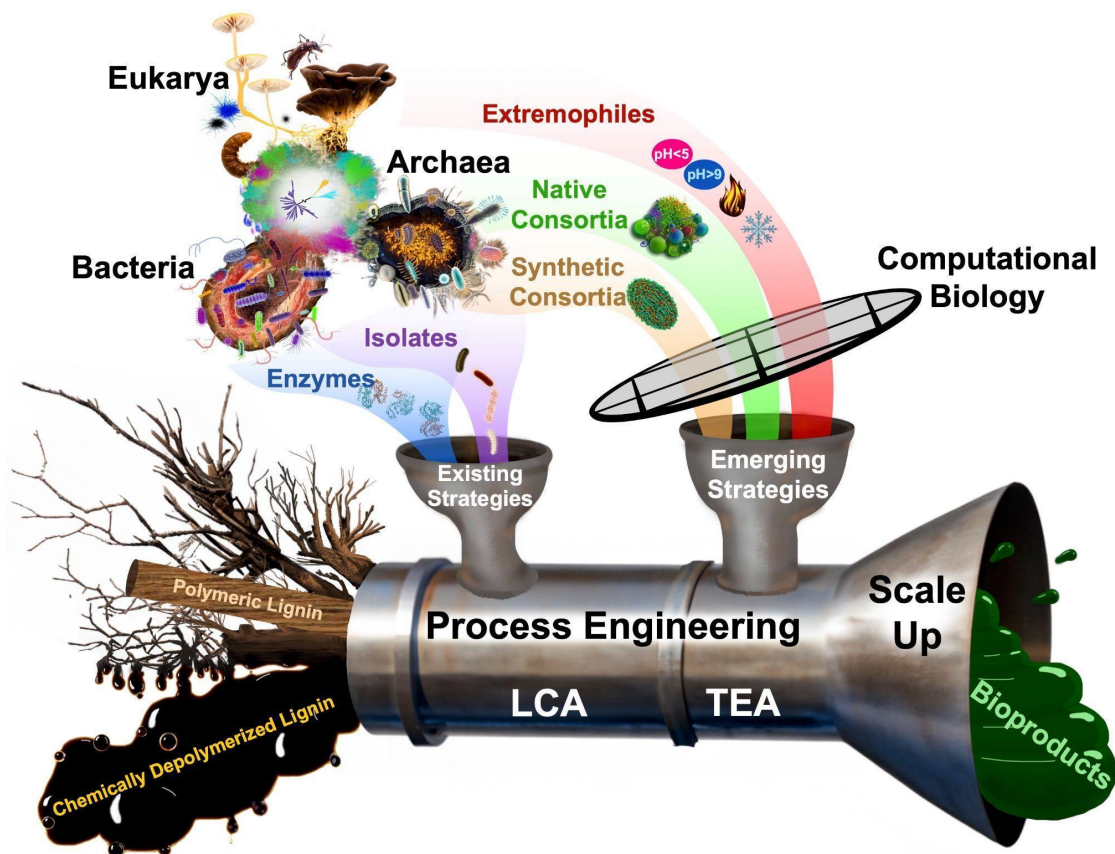 Eukarya
Extremophiles
pH<5
pH>9
Archaea
Native
Consortia
Bacteria
Synthetic
Consortia
Computational
Biology
Isolates
Enzymes
Existing
Strategies
Emerging
Strategies
Polymeric Lignin
Process Engineering
Scale
Up
LCA
TEA
Chemically Depolymerized Lignin
Bioproducts